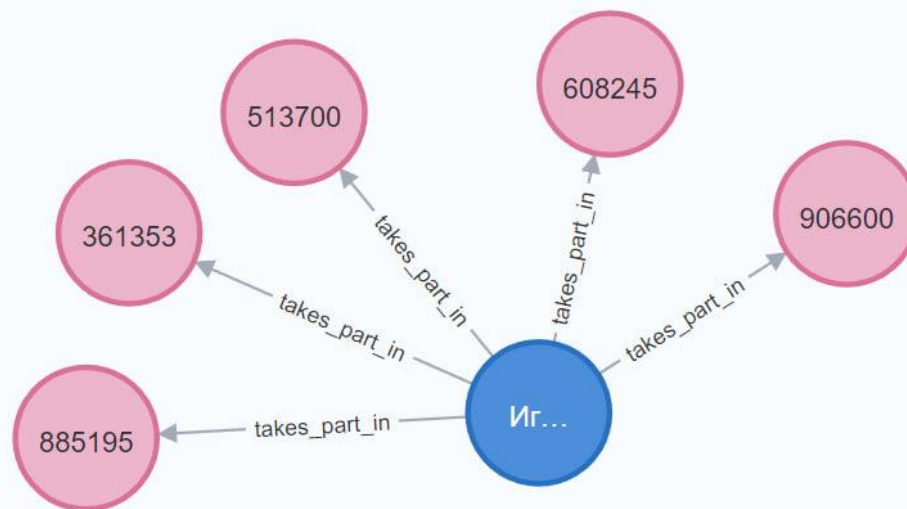 608245
513700
906600
361353
takes_part_in
takes_part_in
takes_part_in
takes_part_in
Иг...
takes_part_in
885195